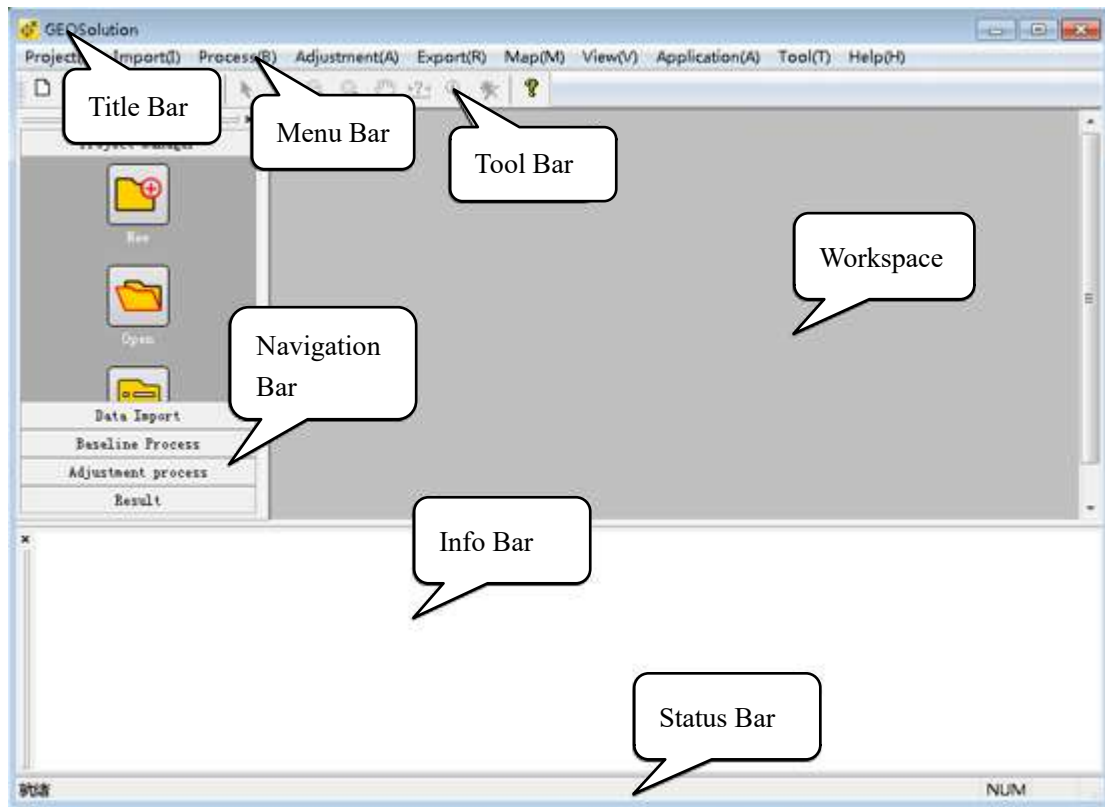 GEOSolution
Import(I) Process(R) Adjustment(A) Export(R) Map(M) View(V) Application(A) Tool(T) Help(H)
Title Bar
Menu Bar
Tool Bar
New
Workspace
Open
Navigation
Bar
Data Import
Baseline Process
Adjustment process
Result
Info Bar
Status Bar
就绪
NUM